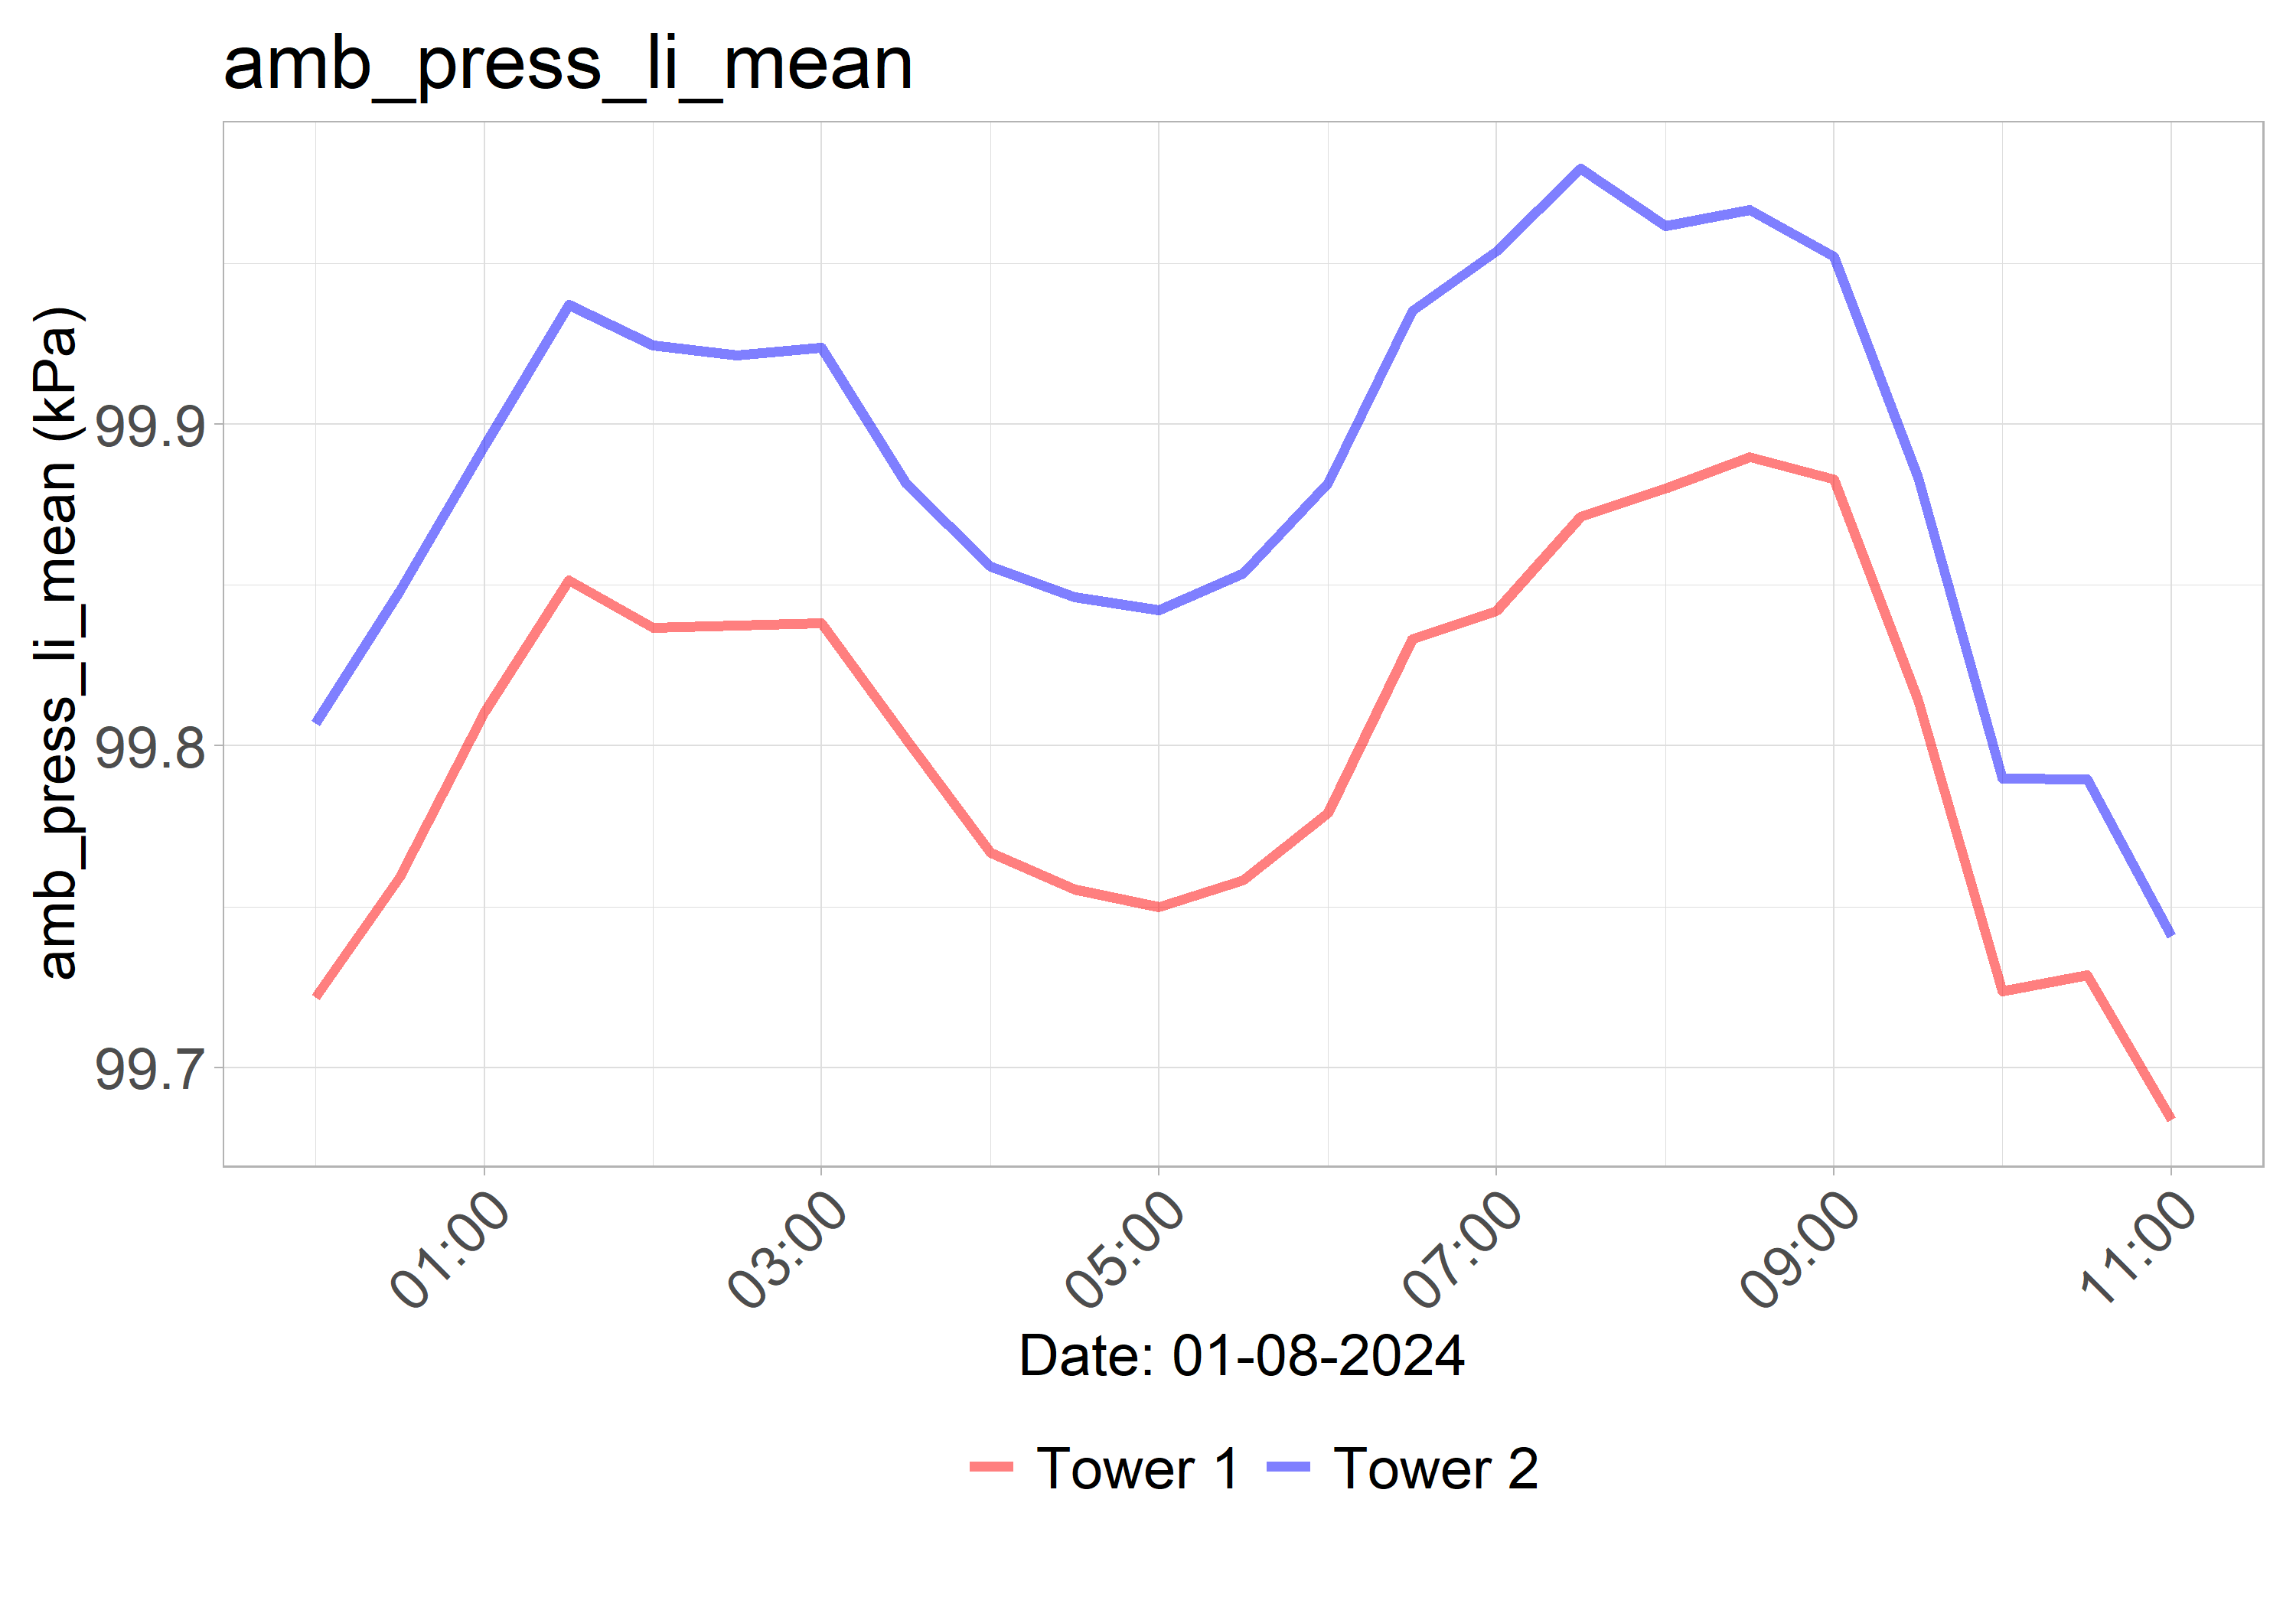 amb_press_li_mean
amb_press_li_mean (kPa)
99.9
99.8
99.7
01:00
03:00
05:00
07:00
09:00
11:00
Date: 01-08-2024
Tower 1
Tower 2